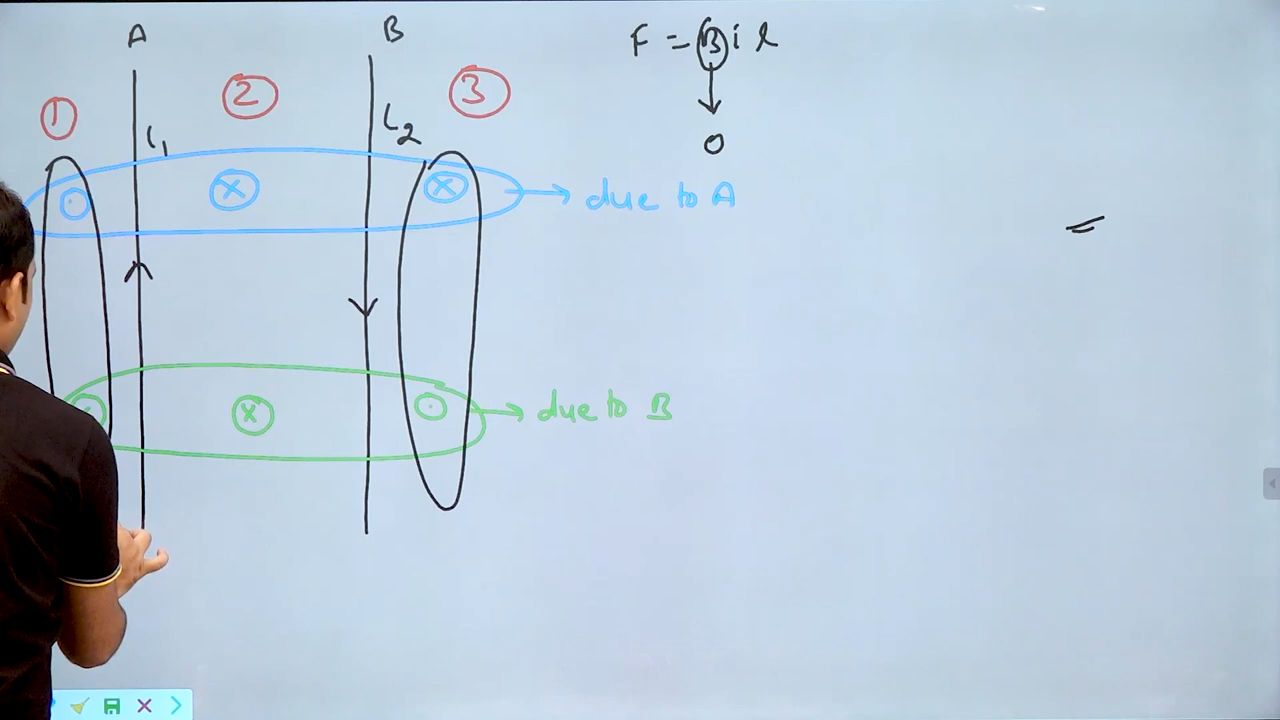 A
B
F = B i l
↓
0
① ② ③
i₁
i₂
⊙ ⊗ ⊗ → due to A
⊙ ⊗ ⊙ → due to B